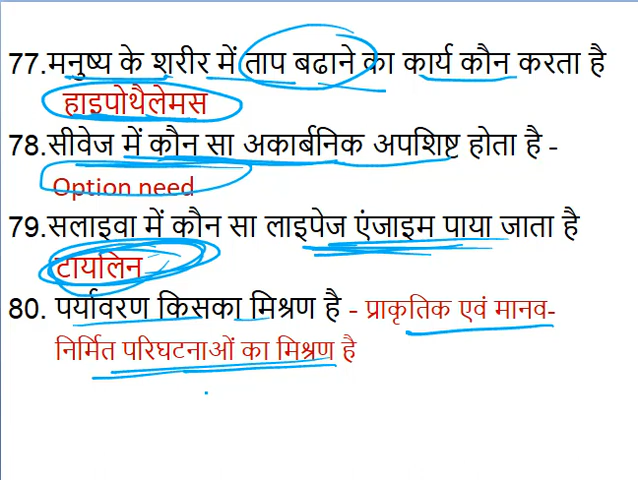 77.मनुष्य के शरीर में ताप बढाने का कार्य कौन करता है
हाइपोथैलेमस
78.सीवेज में कौन सा अकार्बनिक अपशिष्ट होता है -
Option need
79.सलाइवा में कौन सा लाइपेज एंजाइम पाया जाता है
टायलिन
80. पर्यावरण किसका मिश्रण है - प्राकृतिक एवं मानव-
निर्मित परिघटनाओं का मिश्रण है